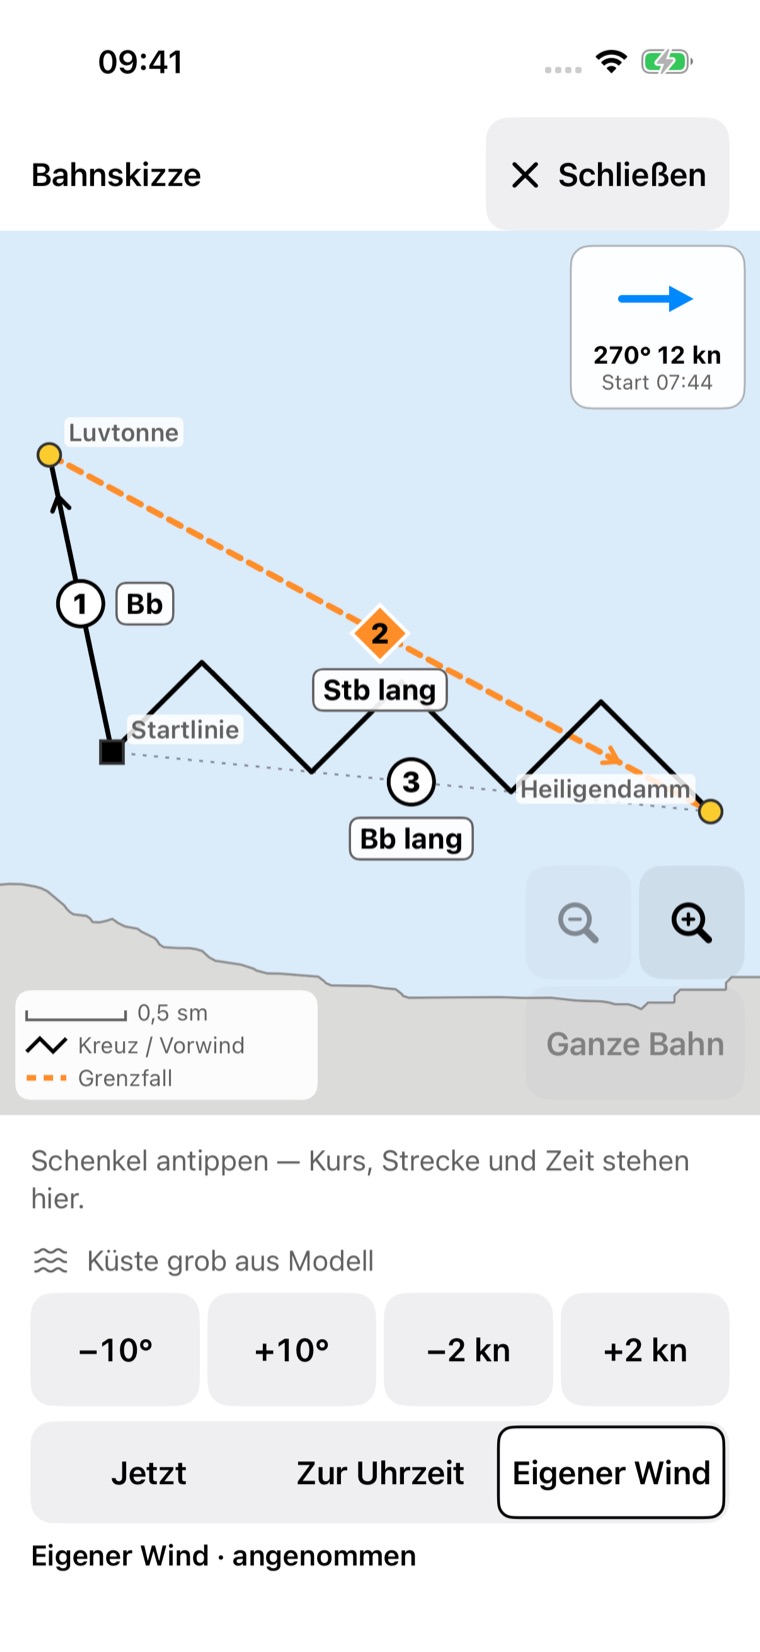 09:41
Bahnskizze
Schließen
270° 12 kn
Start 07:44
Luvtonne
1
Bb
2
Stb lang
Startlinie
3
Heiligendamm
Bb lang
0,5 sm
Kreuz / Vorwind
Grenzfall
Ganze Bahn
Schenkel antippen — Kurs, Strecke und Zeit stehen
hier.
Küste grob aus Modell
−10°
+10°
−2 kn
+2 kn
Jetzt
Zur Uhrzeit
Eigener Wind
Eigener Wind · angenommen